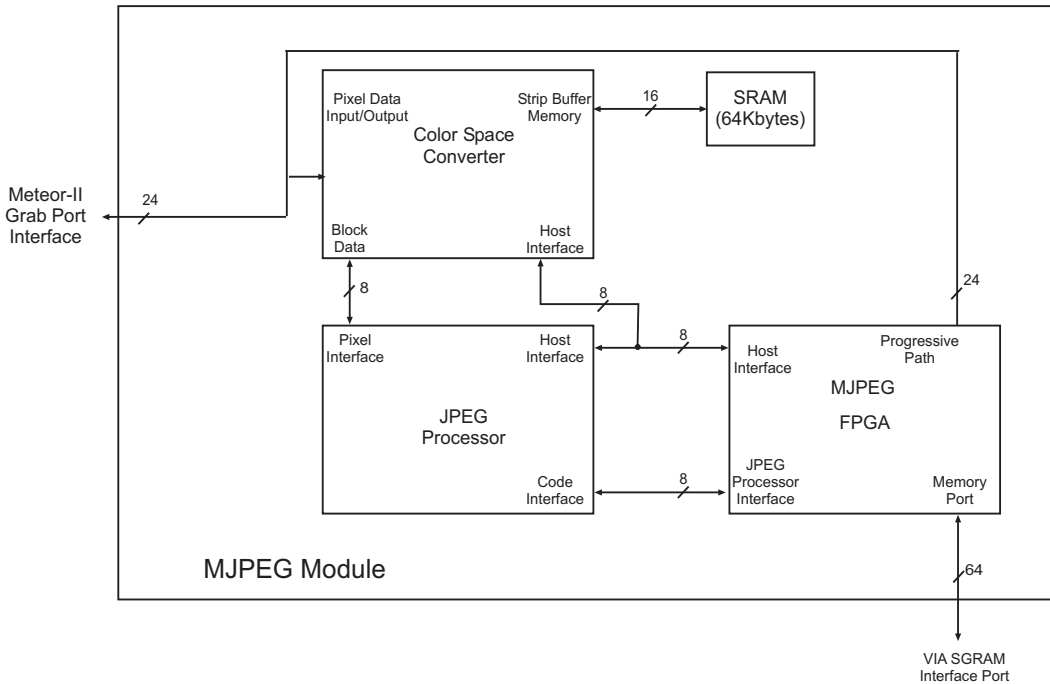 Pixel Data
Input/Output
Strip Buffer
Memory
Color Space
Converter
16
SRAM
(64Kbytes)
Meteor-II
Grab Port
Interface
24
Block
Data
Host
Interface
8
8
24
Pixel
Interface
Host
Interface
8
Host
Interface
Progressive
Path
MJPEG
FPGA
JPEG
Processor
Code
Interface
8
JPEG
Processor
Interface
Memory
Port
MJPEG Module
64
VIA SGRAM
Interface Port